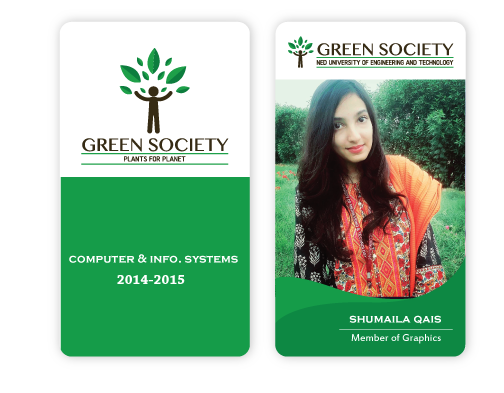 GREEN SOCIETY
PLANTS FOR PLANET
COMPUTER & INFO. SYSTEMS
2014-2015
GREEN SOCIETY
NED UNIVERSITY OF ENGINEERING AND TECHNOLOGY
SHUMAILA QAIS
Member of Graphics